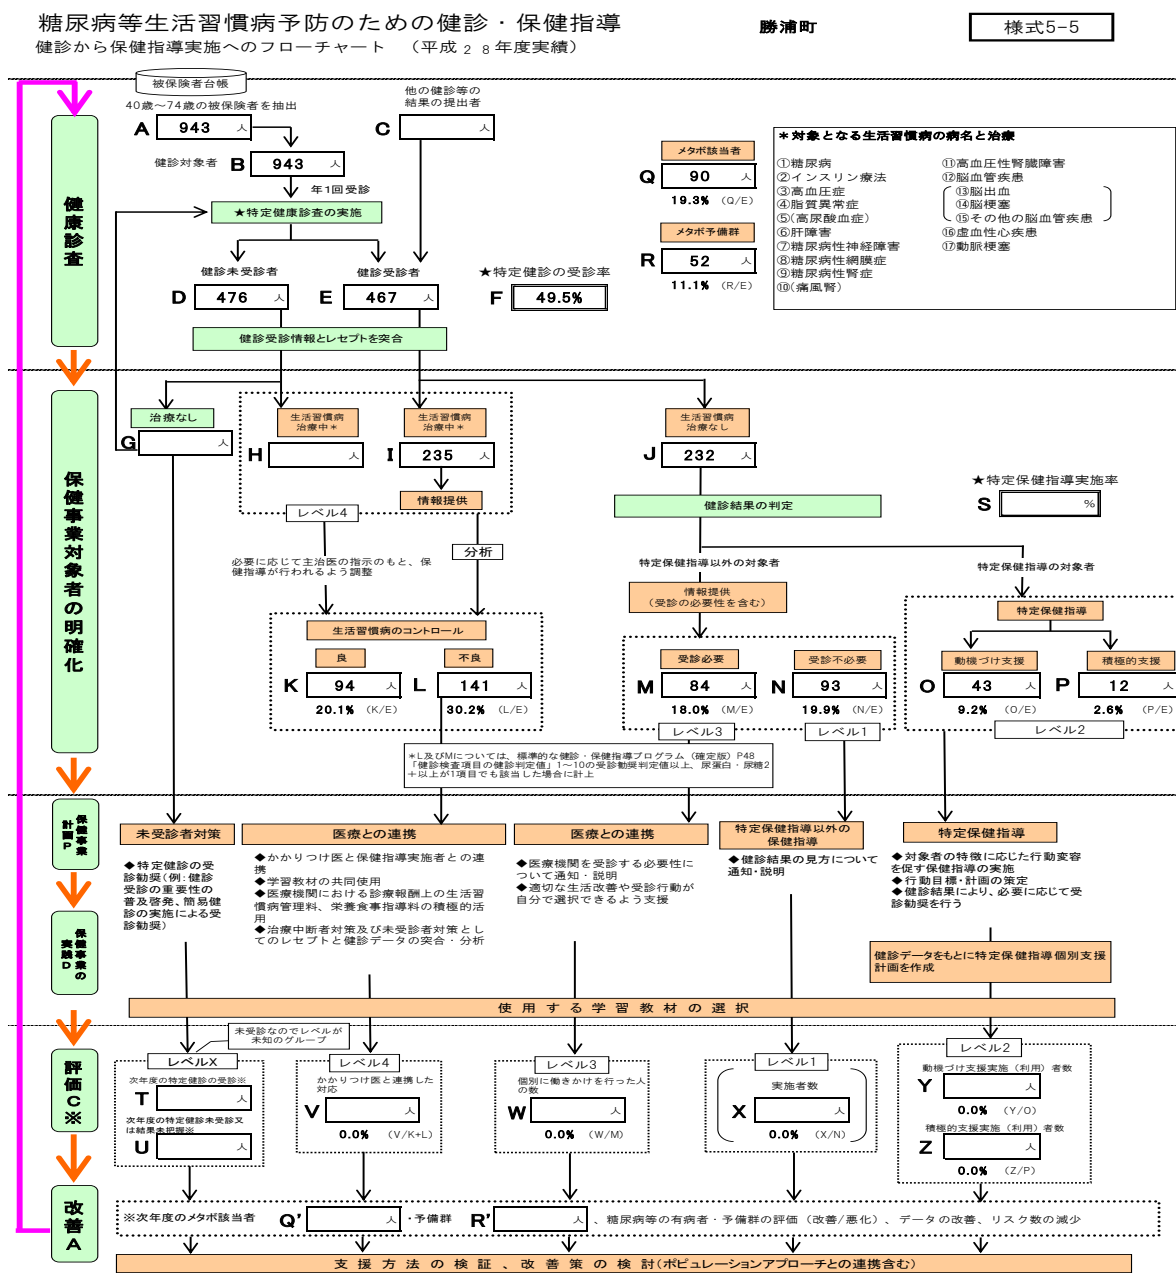 糖尿病等生活習慣病予防のための健診・保健指導
勝浦町
様式5-5
健診から保健指導実施へのフローチャート （平成２８年度実績）
被保険者台帳
40歳～74歳の被保険者を抽出
A 943 人
他の健診等の
結果の提出者
C 人
健診対象者 B 943 人
年1回受診
★特定健康診査の実施
健診未受診者
D 476 人
健診受診者
E 467 人
★特定健診の受診率
F 49.5%
健診受診情報とレセプトを突合
メタボ該当者
Q 90 人
19.3% (Q/E)
メタボ予備群
R 52 人
11.1% (R/E)
＊対象となる生活習慣病の病名と治療
①糖尿病
②インスリン療法
③高血圧症
④脂質異常症
⑤(高尿酸血症)
⑥肝障害
⑦糖尿病性神経障害
⑧糖尿病性網膜症
⑨糖尿病性腎症
⑩(痛風腎)
⑪高血圧性腎臓障害
⑫脳血管疾患
⑬脳出血
⑭脳梗塞
⑮その他の脳血管疾患
⑯虚血性心疾患
⑰動脈梗塞
健康診査
保健事業対象者の明確化
治療なし
G 人
生活習慣病
治療中＊
H 人
生活習慣病
治療中＊
I 235 人
情報提供
レベル4
生活習慣病
治療なし
J 232 人
健診結果の判定
★特定保健指導実施率
S %
必要に応じて主治医の指示のもと、保
健指導が行われるよう調整
分析
特定保健指導以外の対象者
特定保健指導の対象者
情報提供
(受診の必要性を含む)
特定保健指導
生活習慣病のコントロール
良
K 94 人
20.1% (K/E)
不良
L 141 人
30.2% (L/E)
受診必要
M 84 人
18.0% (M/E)
レベル3
受診不必要
N 93 人
19.9% (N/E)
レベル1
動機づけ支援
O 43 人
9.2% (O/E)
積極的支援
P 12 人
2.6% (P/E)
レベル2
＊L及びMについては、標準的な健診・保健指導プログラム（確定版）P48
「健診検査項目の健診判定値」1～10の受診勧奨判定値以上、尿蛋白・尿糖2
＋以上が1項目でも該当した場合に計上
保健事業
計画P
保健事業の
実践D
未受診者対策
◆特定健診の受
診勧奨(例：健診
受診の重要性の
普及啓発、簡易健
診の実施による受
診勧奨)
医療との連携
◆かかりつけ医と保健指導実施者との連
携
◆学習教材の共同使用
◆医療機関における診療報酬上の生活習
慣病管理料、栄養食事指導料の積極的活
用
◆治療中断者対策及び未受診者対策とし
てのレセプトと健診データの突合・分析
医療との連携
◆医療機関を受診する必要性に
ついて通知・説明
◆適切な生活改善や受診行動が
自分で選択できるよう支援
特定保健指導以外の
保健指導
◆健診結果の見方について
通知・説明
特定保健指導
◆対象者の特徴に応じた行動変容
を促す保健指導の実施
◆行動目標・計画の策定
◆健診結果により、必要に応じて受
診勧奨を行う
健診データをもとに特定保健指導個別支援
計画を作成
使用する学習教材の選択
評価C※
未受診なのでレベルが
未知のグループ
レベルX
次年度の特定健診の受診※
T 人
次年度の特定健診未受診又
は結果未把握※
U 人
レベル4
かかりつけ医と連携した
対応
V 人
0.0% (V/K+L)
レベル3
個別に働きかけを行った人
の数
W 人
0.0% (W/M)
レベル1
実施者数
X 人
0.0% (X/N)
レベル2
動機づけ支援実施（利用）者数
Y 人
0.0% (Y/O)
積極的支援実施（利用）者数
Z 人
0.0% (Z/P)
改善A
※次年度のメタボ該当者 Q' 人 ・予備群 R' 人 、糖尿病等の有病者・予備群の評価（改善/悪化）、データの改善、リスク数の減少
支援方法の検証、改善策の検討(ポピュレーションアプローチとの連携含む)